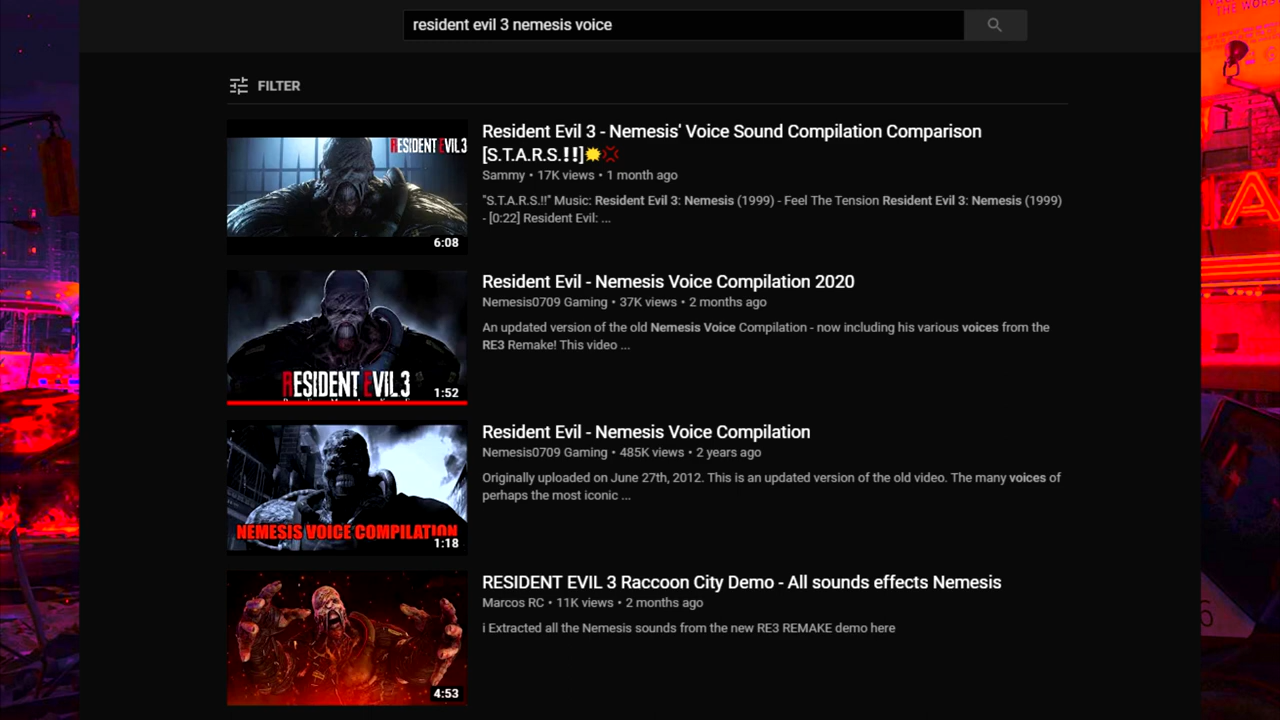 resident evil 3 nemesis voice
THE WORS
FILTER
Resident Evil 3 - Nemesis' Voice Sound Compilation Comparison
[S.T.A.R.S.‼]💥💢
Sammy • 17K views • 1 month ago
"S.T.A.R.S.!!" Music: Resident Evil 3: Nemesis (1999) - Feel The Tension Resident Evil 3: Nemesis (1999)
- [0:22] Resident Evil: ...
RESIDENT EVIL 3
6:08
Resident Evil - Nemesis Voice Compilation 2020
Nemesis0709 Gaming • 37K views • 2 months ago
An updated version of the old Nemesis Voice Compilation - now including his various voices from the
RE3 Remake! This video ...
RESIDENT EVIL 3
1:52
Resident Evil - Nemesis Voice Compilation
Nemesis0709 Gaming • 485K views • 2 years ago
Originally uploaded on June 27th, 2012. This is an updated version of the old video. The many voices of
perhaps the most iconic ...
NEMESIS VOICE COMPILATION
1:18
RESIDENT EVIL 3 Raccoon City Demo - All sounds effects Nemesis
Marcos RC • 11K views • 2 months ago
i Extracted all the Nemesis sounds from the new RE3 REMAKE demo here
4:53
A